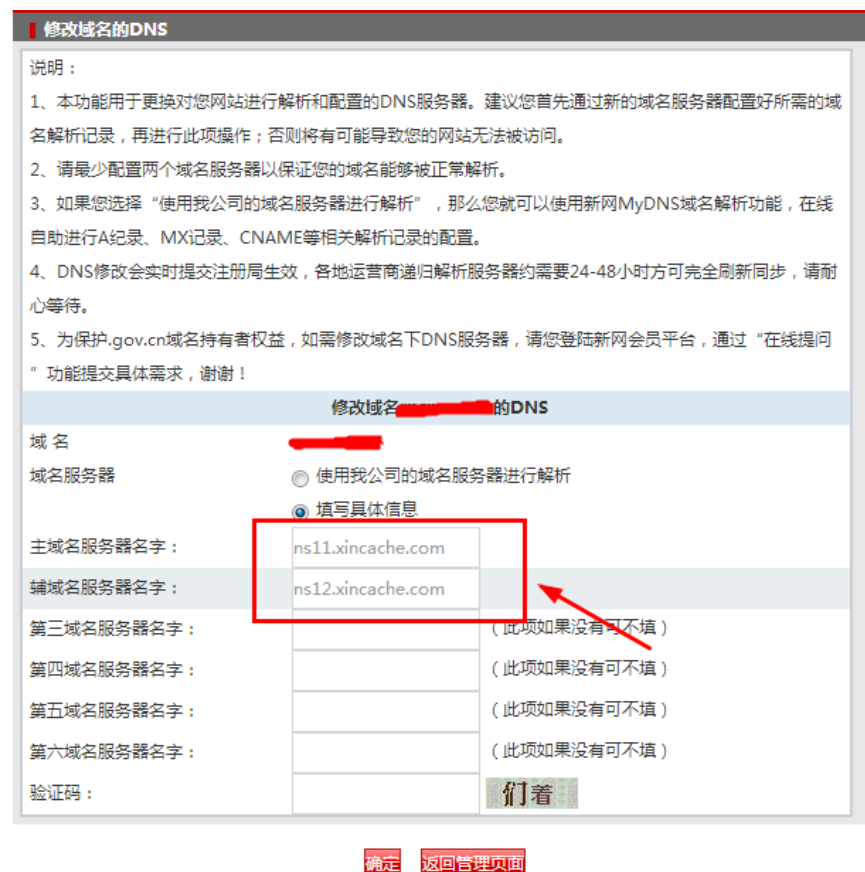 修改域名的DNS
说明：
1、本功能用于更换对您网站进行解析和配置的DNS服务器。建议您首先通过新的域名服务器配置好所需的域
名解析记录，再进行此项操作；否则将有可能导致您的网站无法被访问。
2、请最少配置两个域名服务器以保证您的域名能够被正常解析。
3、如果您选择“使用我公司的域名服务器进行解析”，那么您就可以使用新网MyDNS域名解析功能，在线
自助进行A纪录、MX记录、CNAME等相关解析记录的配置。
4、DNS修改会实时提交注册局生效，各地运营商递归解析服务器约需要24-48小时方可完全刷新同步，请耐
心等待。
5、为保护.gov.cn域名持有者权益，如需修改域名下DNS服务器，请您登陆新网会员平台，通过“在线提问
”功能提交具体需求，谢谢！
修改域名 的DNS
域 名
域名服务器 使用我公司的域名服务器进行解析
填写具体信息
主域名服务器名字： ns11.xincache.com
辅域名服务器名字： ns12.xincache.com
第三域名服务器名字： （此项如果没有可不填）
第四域名服务器名字： （此项如果没有可不填）
第五域名服务器名字： （此项如果没有可不填）
第六域名服务器名字： （此项如果没有可不填）
验证码： 们着
确定 返回管理页面